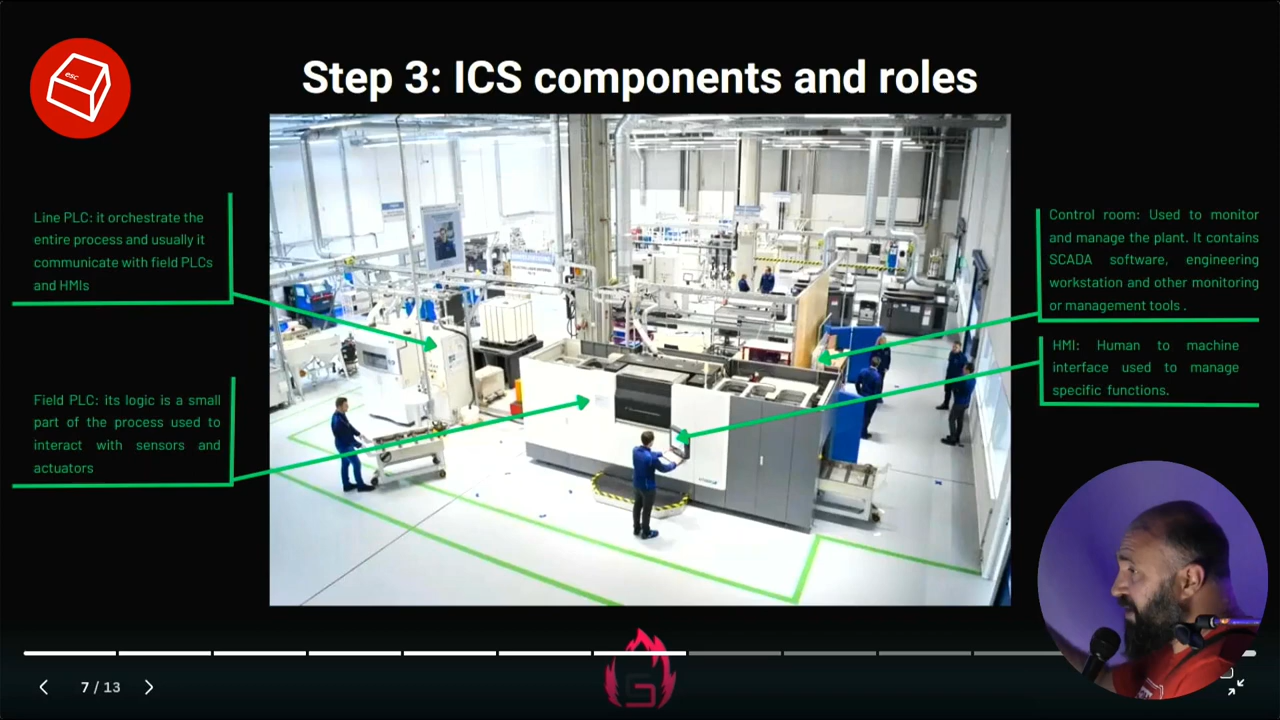 esc
Step 3: ICS components and roles
Line PLC: it orchestrate the
entire process and usually it
communicate with field PLCs
and HMIs
Field PLC: its logic is a small
part of the process used to
interact with sensors and
actuators
Control room: Used to monitor
and manage the plant. It contains
SCADA software, engineering
workstation and other monitoring
or management tools .
HMI: Human to machine
interface used to manage
specific functions.
7 / 13